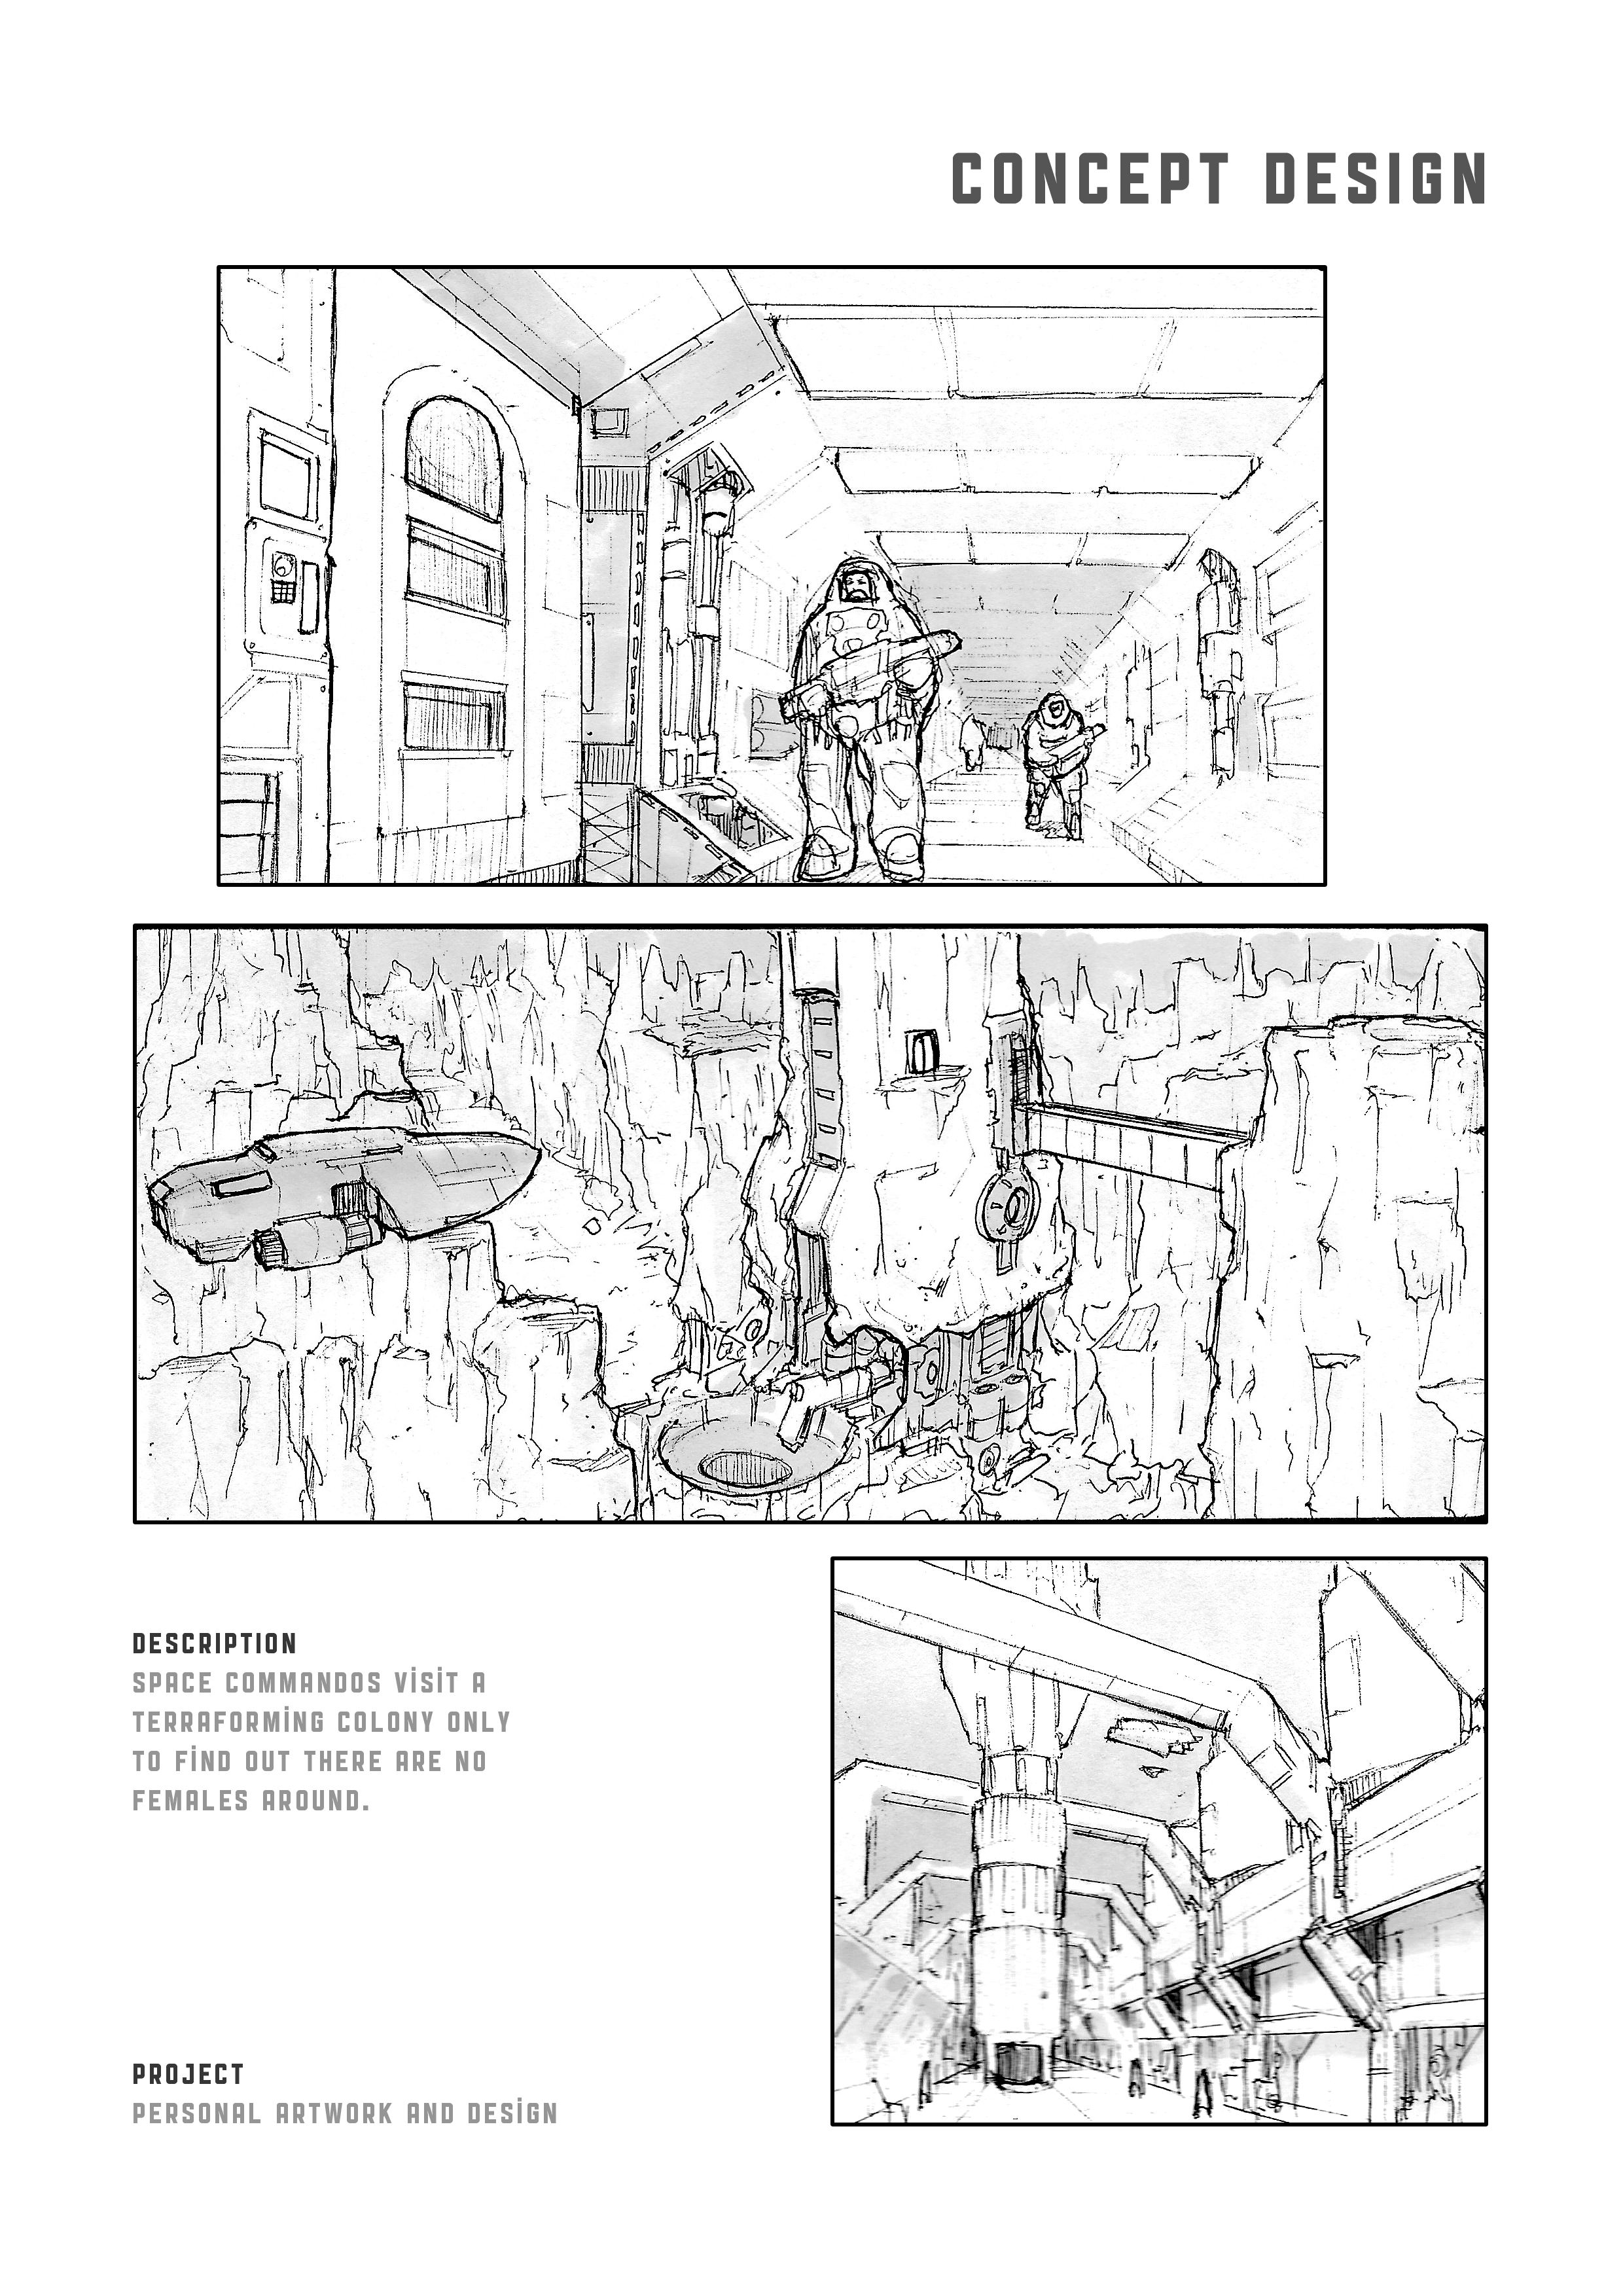 CONCEPT DESIGN
DESCRIPTION
SPACE COMMANDOS VİSİT A
TERRAFORMİNG COLONY ONLY
TO FİND OUT THERE ARE NO
FEMALES AROUND.
PROJECT
PERSONAL ARTWORK AND DESİGN